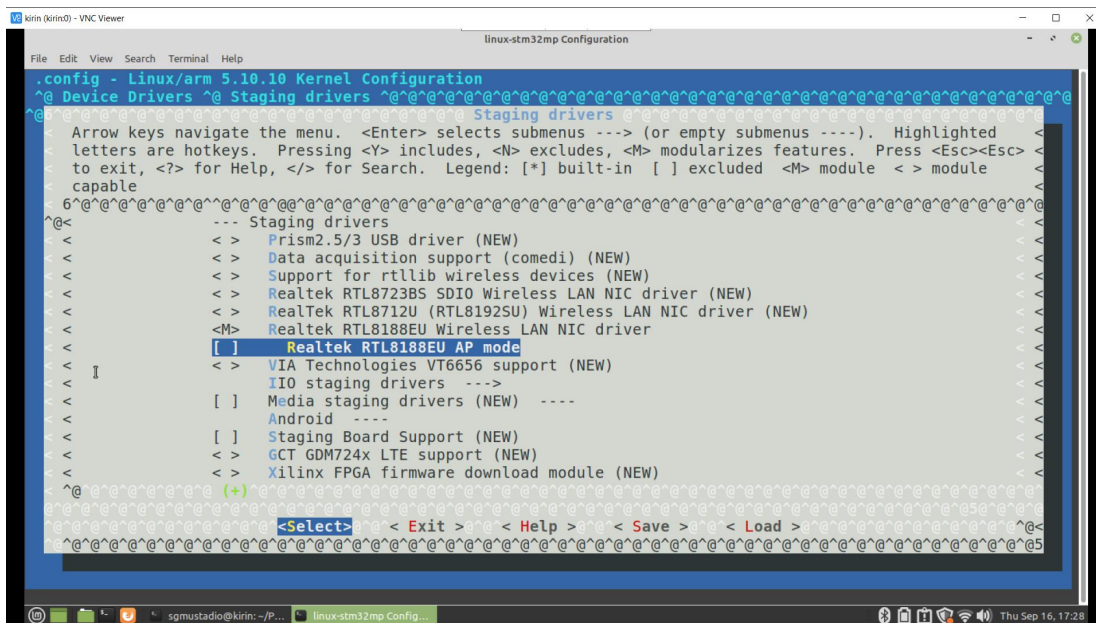 kirin (kirin:0) - VNC Viewer
linux-stm32mp Configuration
File Edit View Search Terminal Help
.config - Linux/arm 5.10.10 Kernel Configuration
^@ Device Drivers ^@ Staging drivers ^@^@^@^@^@^@^@^@^@^@^@^@^@^@^@^@^@^@^@^@^@^@^@^@^@^@^@^@^@^@^@^@^@
Staging drivers
Arrow keys navigate the menu. <Enter> selects submenus ---> (or empty submenus ----). Highlighted
letters are hotkeys. Pressing <Y> includes, <N> excludes, <M> modularizes features. Press <Esc><Esc>
to exit, <?> for Help, </> for Search. Legend: [*] built-in [ ] excluded <M> module < > module
capable
--- Staging drivers
< > Prism2.5/3 USB driver (NEW)
< > Data acquisition support (comedi) (NEW)
< > Support for rtllib wireless devices (NEW)
< > Realtek RTL8723BS SDIO Wireless LAN NIC driver (NEW)
< > RealTek RTL8712U (RTL8192SU) Wireless LAN NIC driver (NEW)
<M> Realtek RTL8188EU Wireless LAN NIC driver
[ ] Realtek RTL8188EU AP mode
< > VIA Technologies VT6656 support (NEW)
IIO staging drivers --->
[ ] Media staging drivers (NEW) ----
Android ----
[ ] Staging Board Support (NEW)
< > GCT GDM724x LTE support (NEW)
< > Xilinx FPGA firmware download module (NEW)
(+)
<Select> < Exit > < Help > < Save > < Load >
sgmustadio@kirin: ~/P... linux-stm32mp Config... Thu Sep 16, 17:28